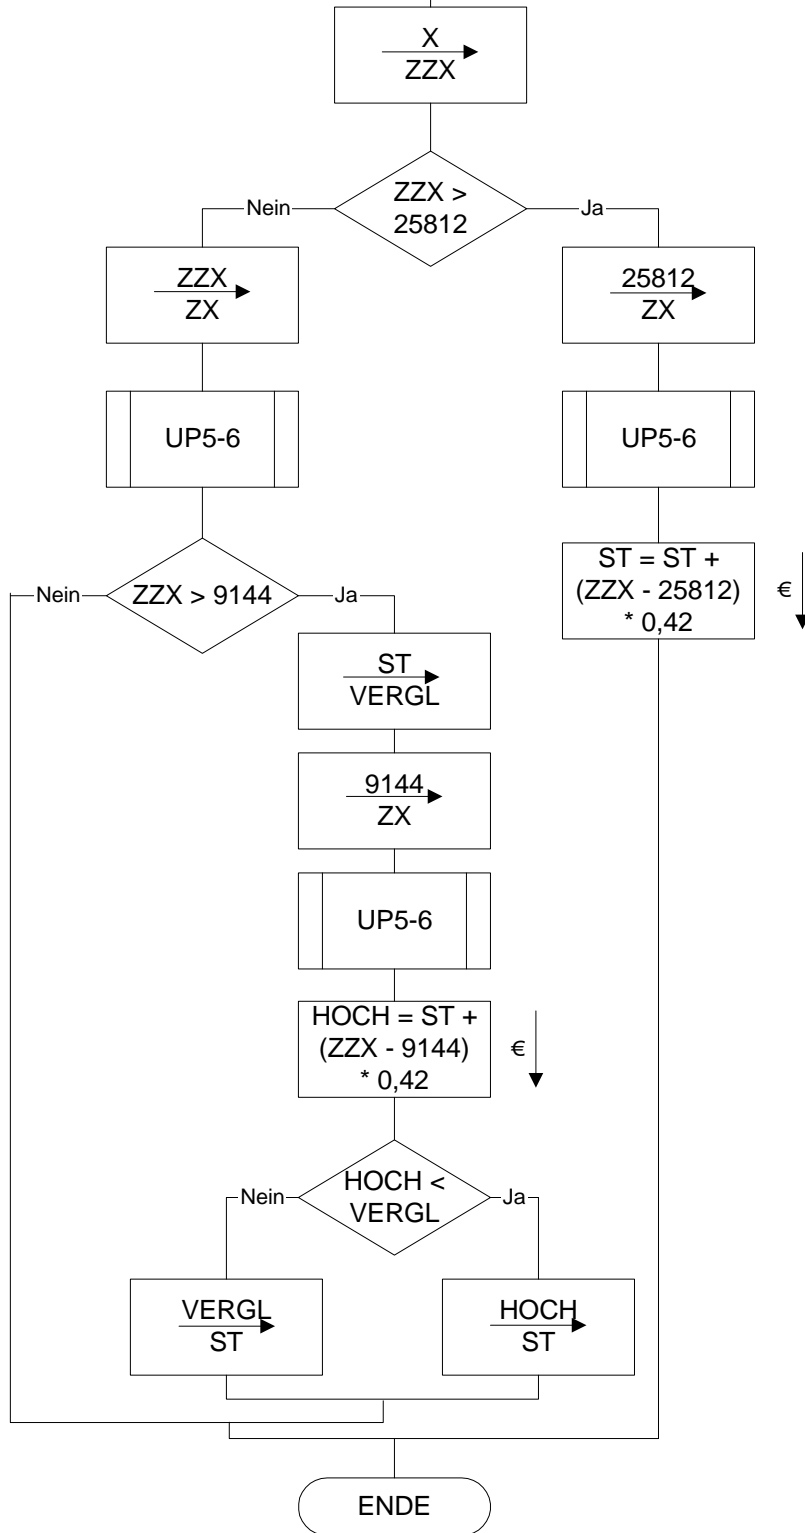 X
ZZX
ZZX >
25812
Nein
Ja
ZZX
ZX
25812
ZX
UP5-6
UP5-6
ZZX > 9144
Nein
Ja
ST = ST +
(ZZX - 25812)
* 0,42
€
ST
VERGL
9144
ZX
UP5-6
HOCH = ST +
(ZZX - 9144)
* 0,42
€
HOCH <
VERGL
Nein
Ja
VERGL
ST
HOCH
ST
ENDE